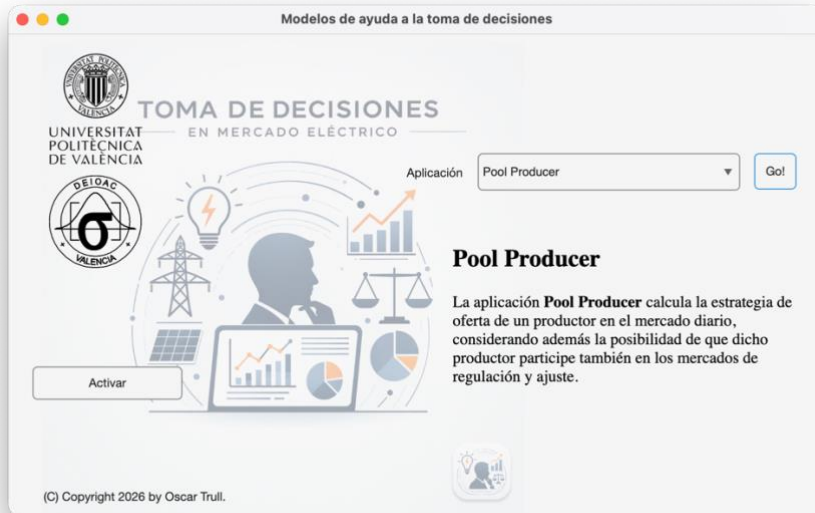 Modelos de ayuda a la toma de decisiones
UNIVERSITAT POLITÈCNICA VALÈNCIA
UNIVERSITAT
POLITÈCNICA
DE VALÈNCIA
DEIOAC
σ
VALENCIA
TOMA DE DECISIONES
EN MERCADO ELÉCTRICO
Aplicación
Pool Producer
Go!
Pool Producer
La aplicación Pool Producer calcula la estrategia de
oferta de un productor en el mercado diario,
considerando además la posibilidad de que dicho
productor participe también en los mercados de
regulación y ajuste.
Activar
(C) Copyright 2026 by Oscar Trull.